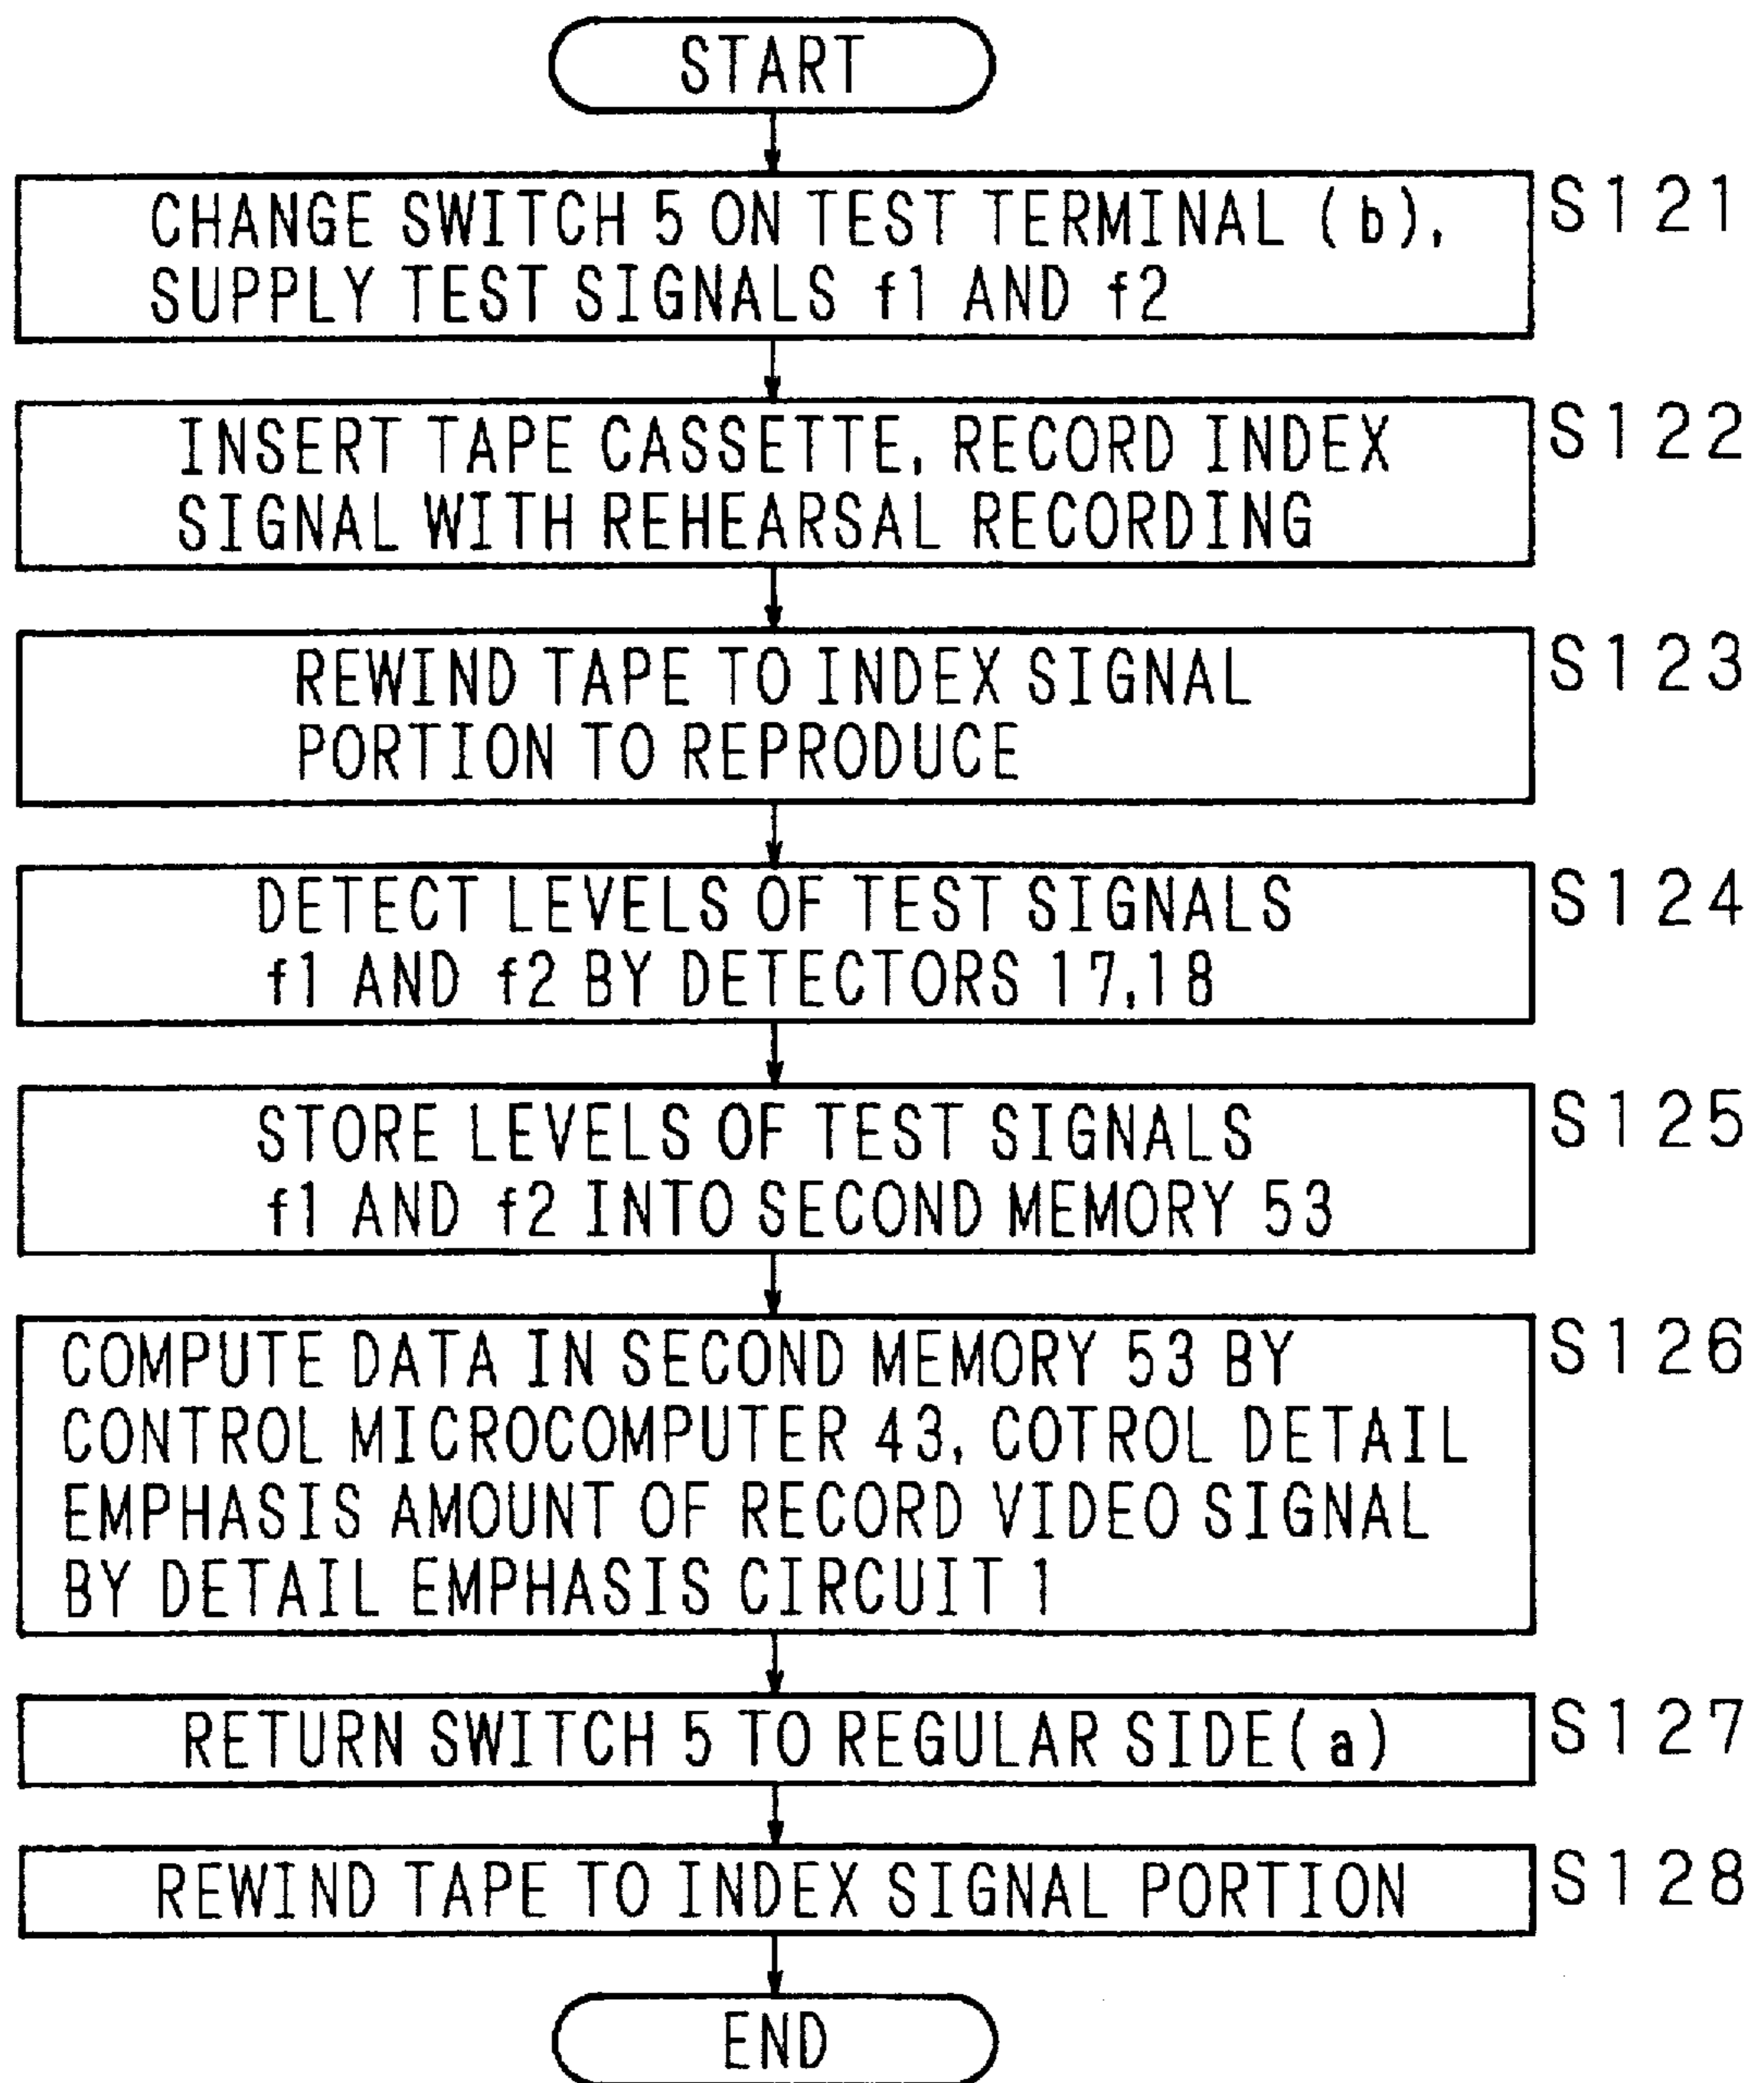 START
CHANGE SWITCH 5 ON TEST TERMINAL (b), S121
SUPPLY TEST SIGNALS f1 AND f2
INSERT TAPE CASSETTE, RECORD INDEX S122
SIGNAL WITH REHEARSAL RECORDING
REWIND TAPE TO INDEX SIGNAL S123
PORTION TO REPRODUCE
DETECT LEVELS OF TEST SIGNALS S124
f1 AND f2 BY DETECTORS 17,18
STORE LEVELS OF TEST SIGNALS S125
f1 AND f2 INTO SECOND MEMORY 53
COMPUTE DATA IN SECOND MEMORY 53 BY S126
CONTROL MICROCOMPUTER 43, COTROL DETAIL
EMPHASIS AMOUNT OF RECORD VIDEO SIGNAL
BY DETAIL EMPHASIS CIRCUIT 1
RETURN SWITCH 5 TO REGULAR SIDE(a) S127
REWIND TAPE TO INDEX SIGNAL PORTION S128
END